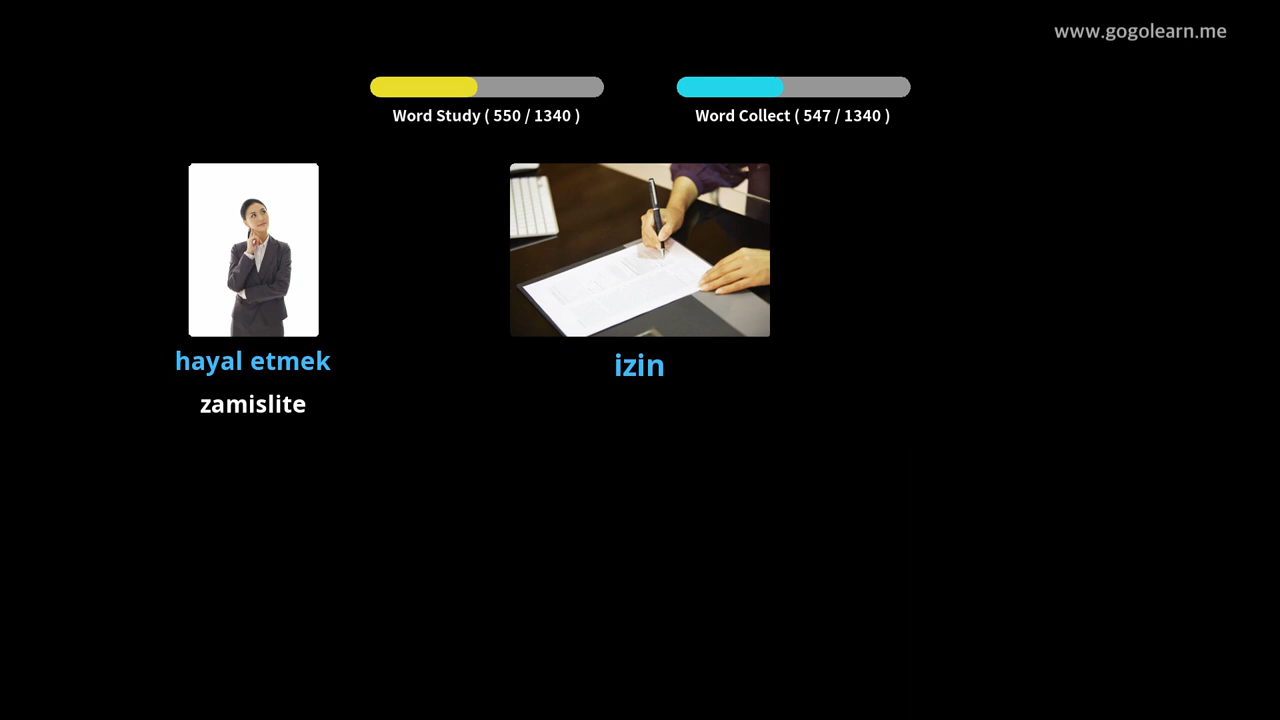 www.gogolearn.me
Word Study ( 550 / 1340 )
Word Collect ( 547 / 1340 )
hayal etmek
zamislite
izin